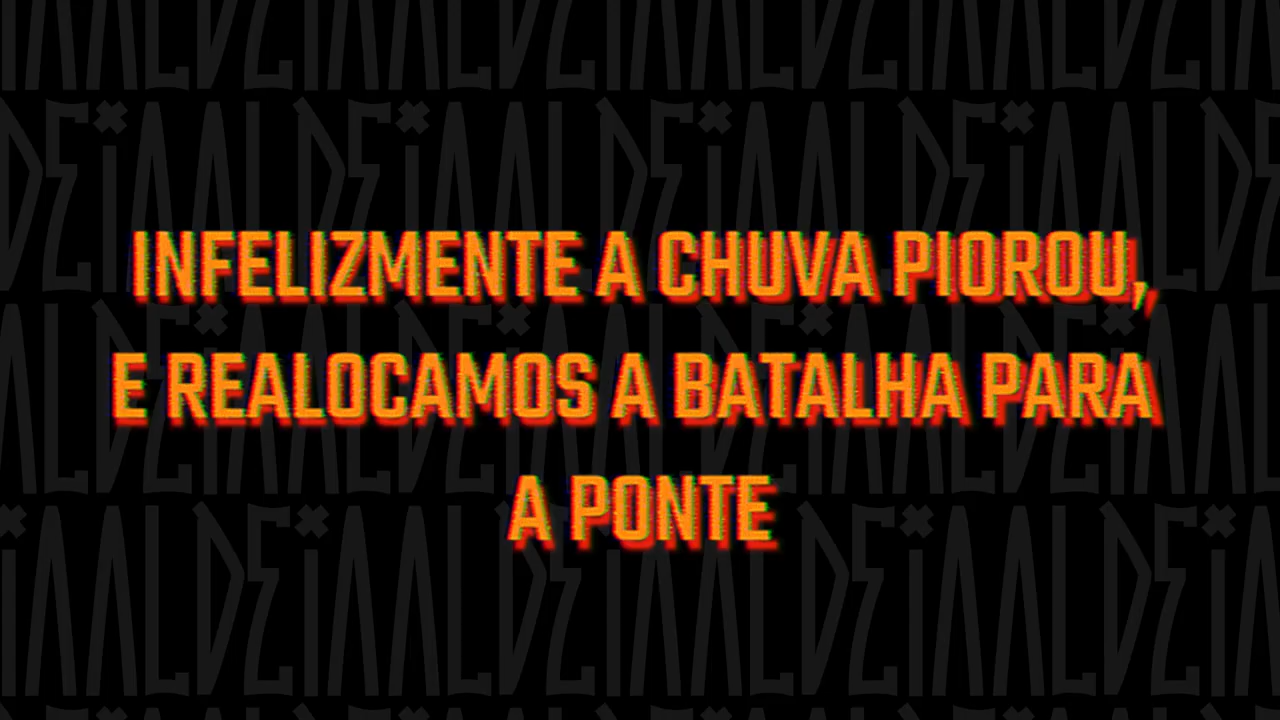 INFELIZMENTE A CHUVA PIOROU,
E REALOCAMOS A BATALHA PARA
A PONTE